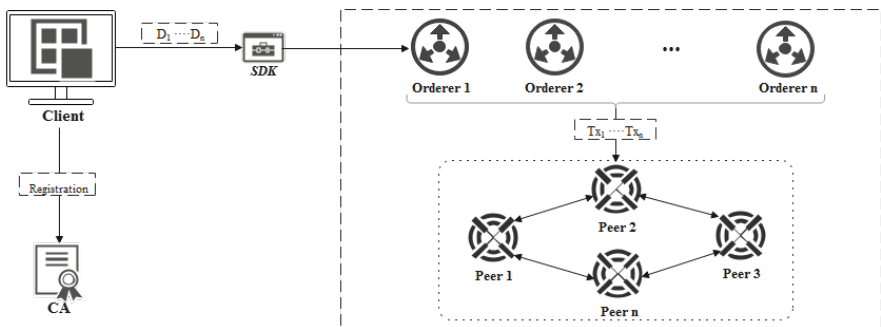 D₁ ····Dₙ
SDK
Client
Orderer 1
Orderer 2
...
Orderer n
Tx₁ ····Txₙ
Registration
Peer 2
Peer 1
Peer 3
Peer n
CA